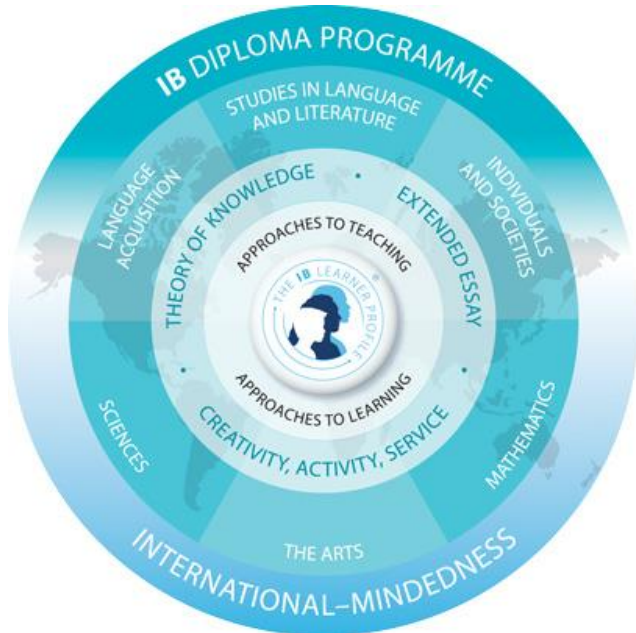 IB DIPLOMA PROGRAMME
STUDIES IN LANGUAGE
AND LITERATURE
LANGUAGE
ACQUISITION
INDIVIDUALS
AND SOCIETIES
THEORY OF KNOWLEDGE •
EXTENDED ESSAY •
APPROACHES TO TEACHING
THE IB LEARNER PROFILE ®
APPROACHES TO LEARNING
CREATIVITY, ACTIVITY, SERVICE •
SCIENCES
MATHEMATICS
THE ARTS
INTERNATIONAL–MINDEDNESS